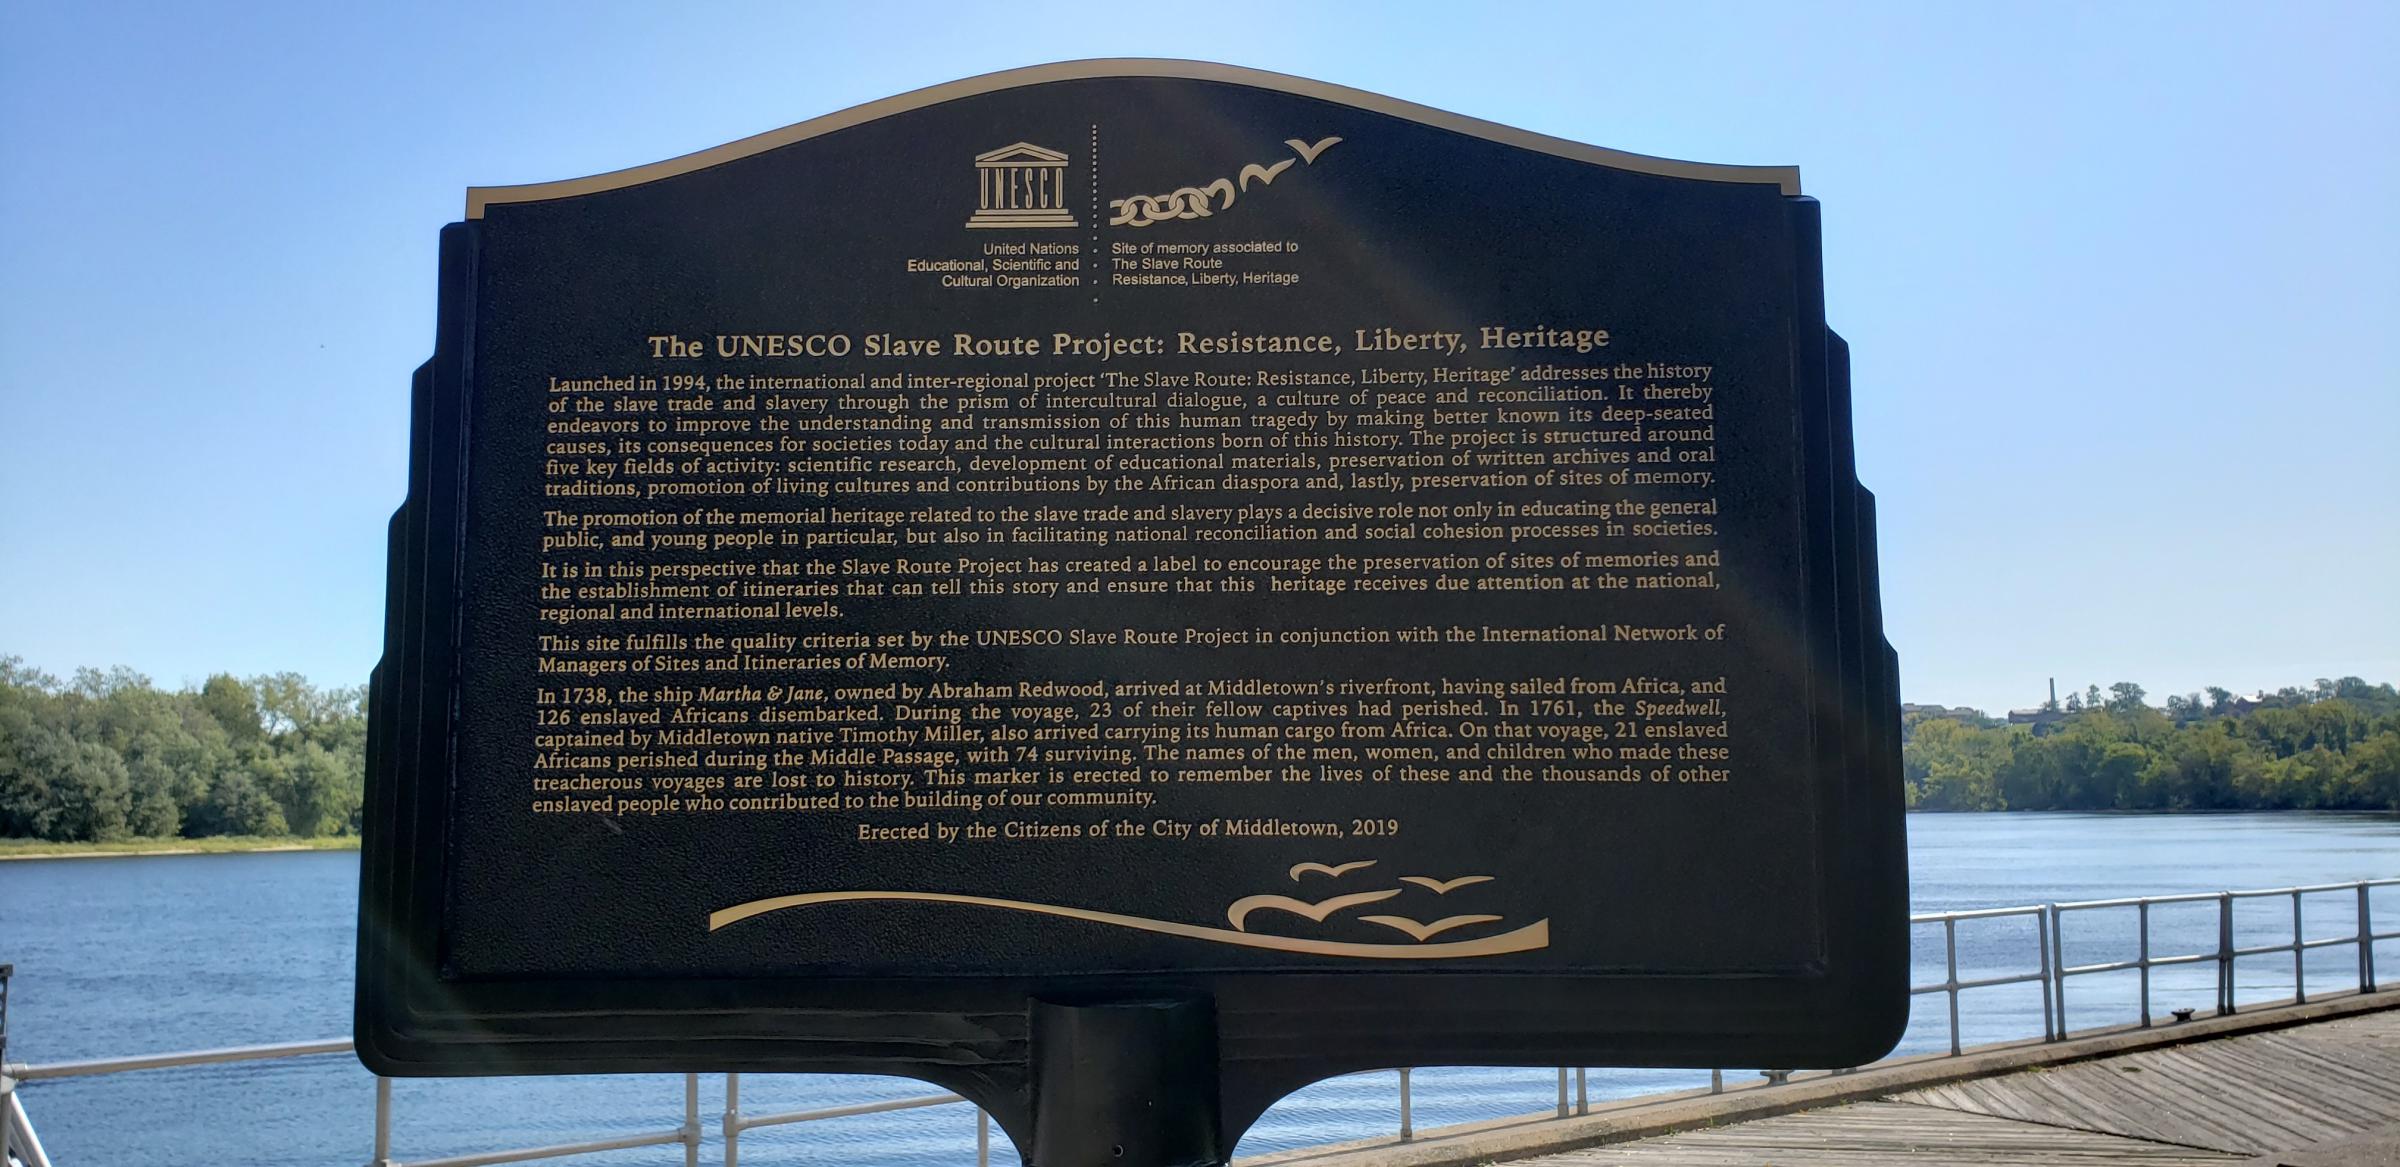 UNESCO
United Nations
Educational, Scientific and
Cultural Organization
Site of memory associated to
The Slave Route
Resistance, Liberty, Heritage
The UNESCO Slave Route Project: Resistance, Liberty, Heritage
Launched in 1994, the international and inter-regional project ‘The Slave Route: Resistance, Liberty, Heritage’ addresses the history
of the slave trade and slavery through the prism of intercultural dialogue, a culture of peace and reconciliation. It thereby
endeavors to improve the understanding and transmission of this human tragedy by making better known its deep-seated
causes, its consequences for societies today and the cultural interactions born of this history. The project is structured around
five key fields of activity: scientific research, development of educational materials, preservation of written archives and oral
traditions, promotion of living cultures and contributions by the African diaspora and, lastly, preservation of sites of memory.
The promotion of the memorial heritage related to the slave trade and slavery plays a decisive role not only in educating the general
public, and young people in particular, but also in facilitating national reconciliation and social cohesion processes in societies.
It is in this perspective that the Slave Route Project has created a label to encourage the preservation of sites of memories and
the establishment of itineraries that can tell this story and ensure that this heritage receives due attention at the national,
regional and international levels.
This site fulfills the quality criteria set by the UNESCO Slave Route Project in conjunction with the International Network of
Managers of Sites and Itineraries of Memory.
In 1738, the ship Martha & Jane, owned by Abraham Redwood, arrived at Middletown's riverfront, having sailed from Africa, and
126 enslaved Africans disembarked. During the voyage, 23 of their fellow captives had perished. In 1761, the Speedwell,
captained by Middletown native Timothy Miller, also arrived carrying its human cargo from Africa. On that voyage, 21 enslaved
Africans perished during the Middle Passage, with 74 surviving. The names of the men, women, and children who made these
treacherous voyages are lost to history. This marker is erected to remember the lives of these and the thousands of other
enslaved people who contributed to the building of our community.
Erected by the Citizens of the City of Middletown, 2019